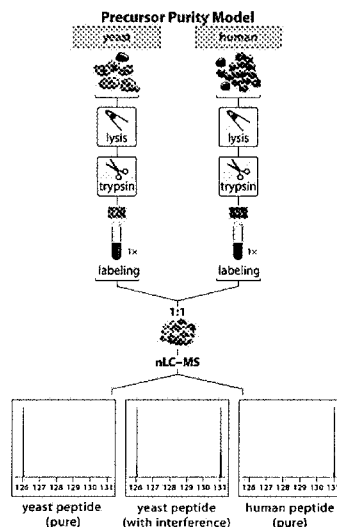 Precursor Purity Model
yeast human
lysis lysis
trypsin trypsin
1x 1x
labeling labeling
1:1
nLC-MS
126 127 128 129 130 131 126 127 128 129 130 131 126 127 128 129 130 131
yeast peptide yeast peptide human peptide
(pure) (with interference) (pure)